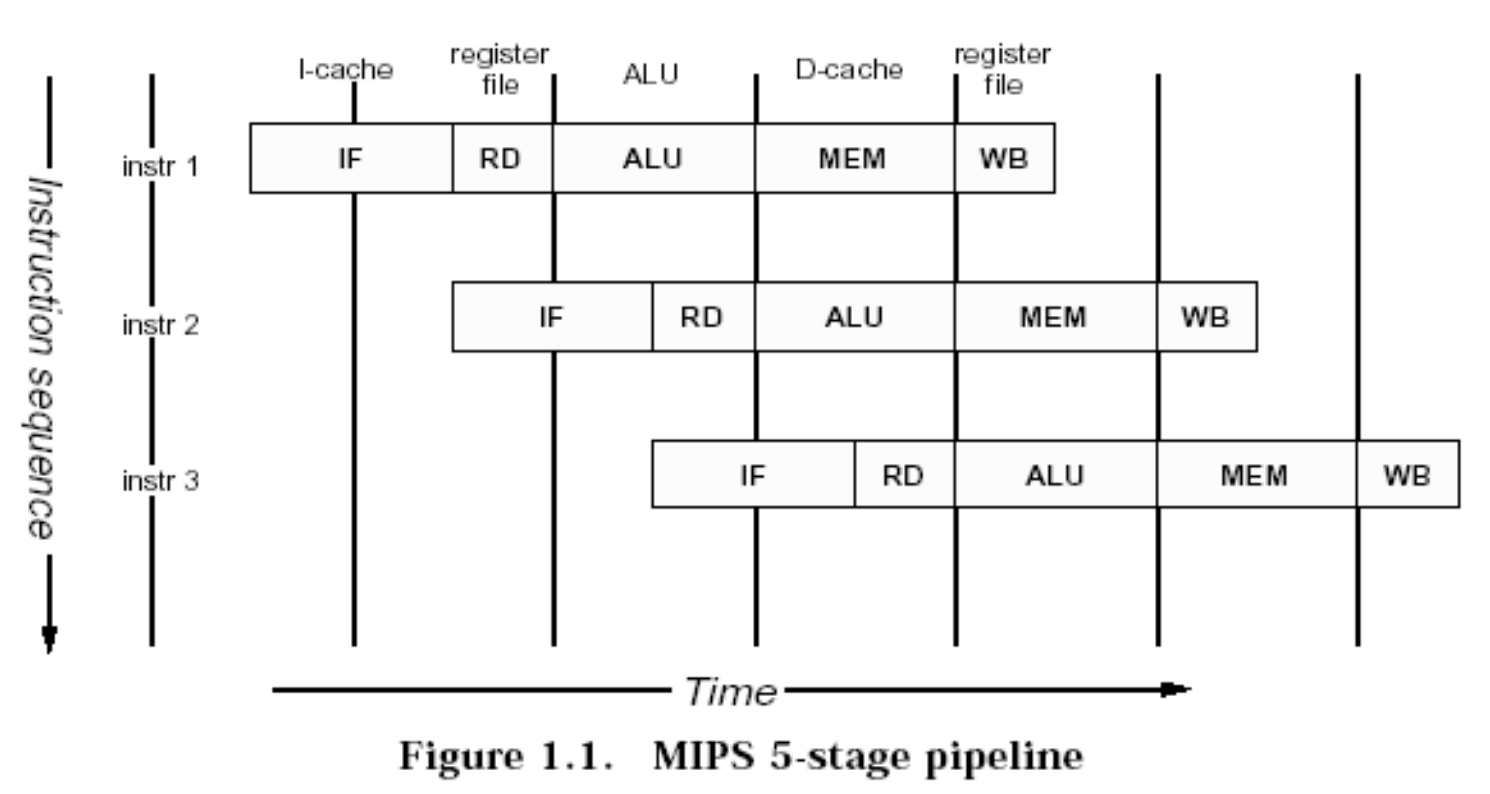 I-cache
register
file
ALU
D-cache
register
file
instr 1
IF RD ALU MEM WB
instr 2
IF RD ALU MEM WB
instr 3
IF RD ALU MEM WB
Instruction sequence
Time
Figure 1.1. MIPS 5-stage pipeline